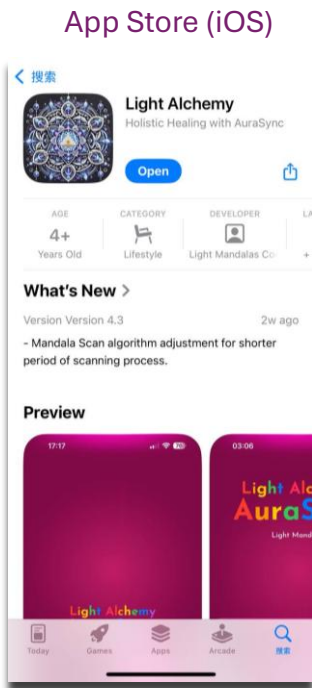 App Store (iOS)
搜索
Light Alchemy
Holistic Healing with AuraSync
Open
AGE
CATEGORY
DEVELOPER
LA
4+
Years Old
Lifestyle
Light Mandalas Co
+
What's New >
Version Version 4.3
2w ago
- Mandala Scan algorithm adjustment for shorter
period of scanning process.
Preview
17:17
03:06
Light Alc
AuraS
Light Mand
Light Alchemy
Today
Games
Apps
Arcade
搜索